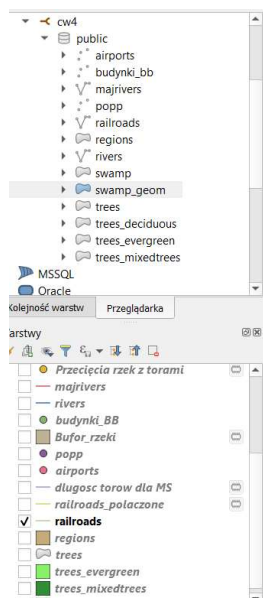 cw4
public
airports
budynki_bb
majrivers
popp
railroads
regions
rivers
swamp
swamp_geom
trees
trees_deciduous
trees_evergreen
trees_mixedtrees
MSSQL
Oracle
Kolejność warstw Przeglądarka
arstwy
Przecięcia rzek z torami
majrivers
rivers
budynki_BB
Bufor_rzeki
popp
airports
dlugosc torow dla MS
railroads_polaczone
railroads
regions
trees
trees_evergreen
trees_mixedtrees